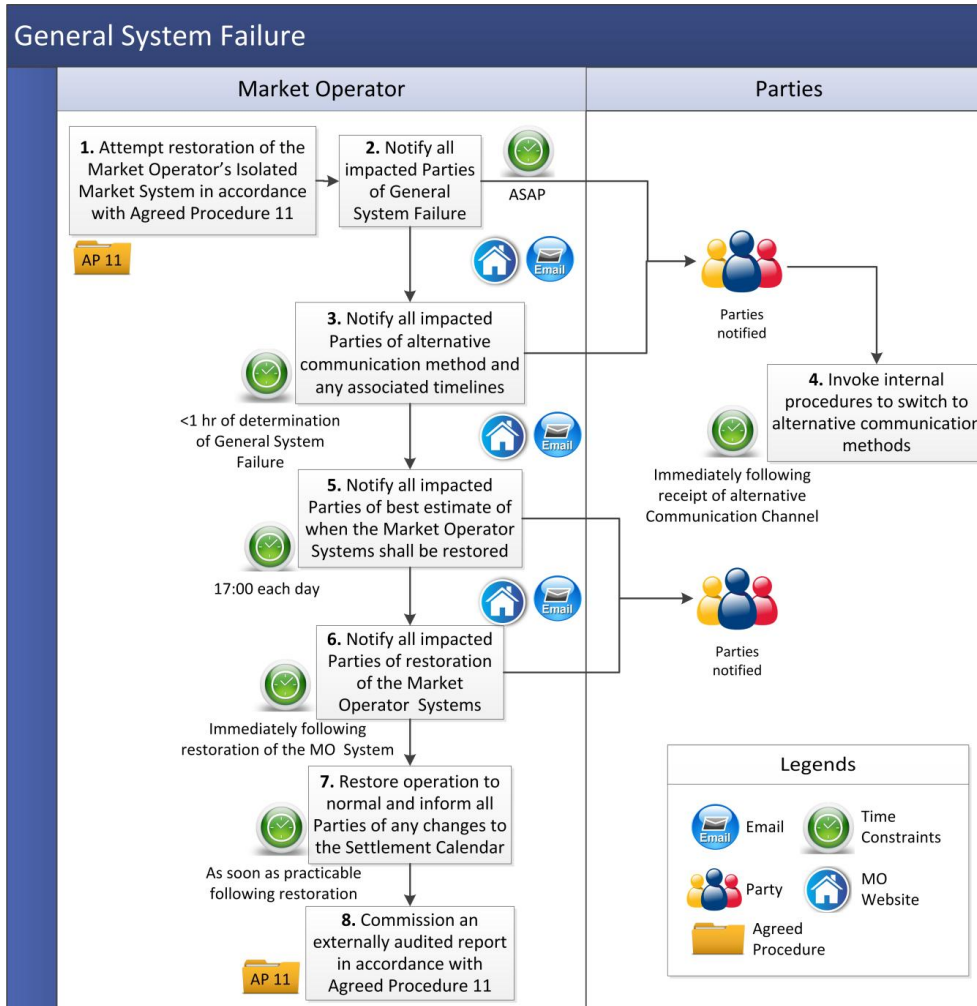 General System Failure
Market Operator
Parties
1. Attempt restoration of the
Market Operator's Isolated
Market System in accordance
with Agreed Procedure 11
AP 11
2. Notify all
impacted Parties
of General
System Failure
ASAP
Email
Parties
notified
3. Notify all impacted
Parties of alternative
communication method and
any associated timelines
<1 hr of determination
of General System
Failure
Email
4. Invoke internal
procedures to switch to
alternative communication
methods
Immediately following
receipt of alternative
Communication Channel
5. Notify all impacted
Parties of best estimate of
when the Market Operator
Systems shall be restored
17:00 each day
Email
Parties
notified
6. Notify all impacted
Parties of restoration
of the Market
Operator Systems
Immediately following
restoration of the MO System
7. Restore operation to
normal and inform all
Parties of any changes to
the Settlement Calendar
As soon as practicable
following restoration
8. Commission an
externally audited report
in accordance with
Agreed Procedure 11
AP 11
Legends
Email
Email
Time
Constraints
Party
MO
Website
Agreed
Procedure